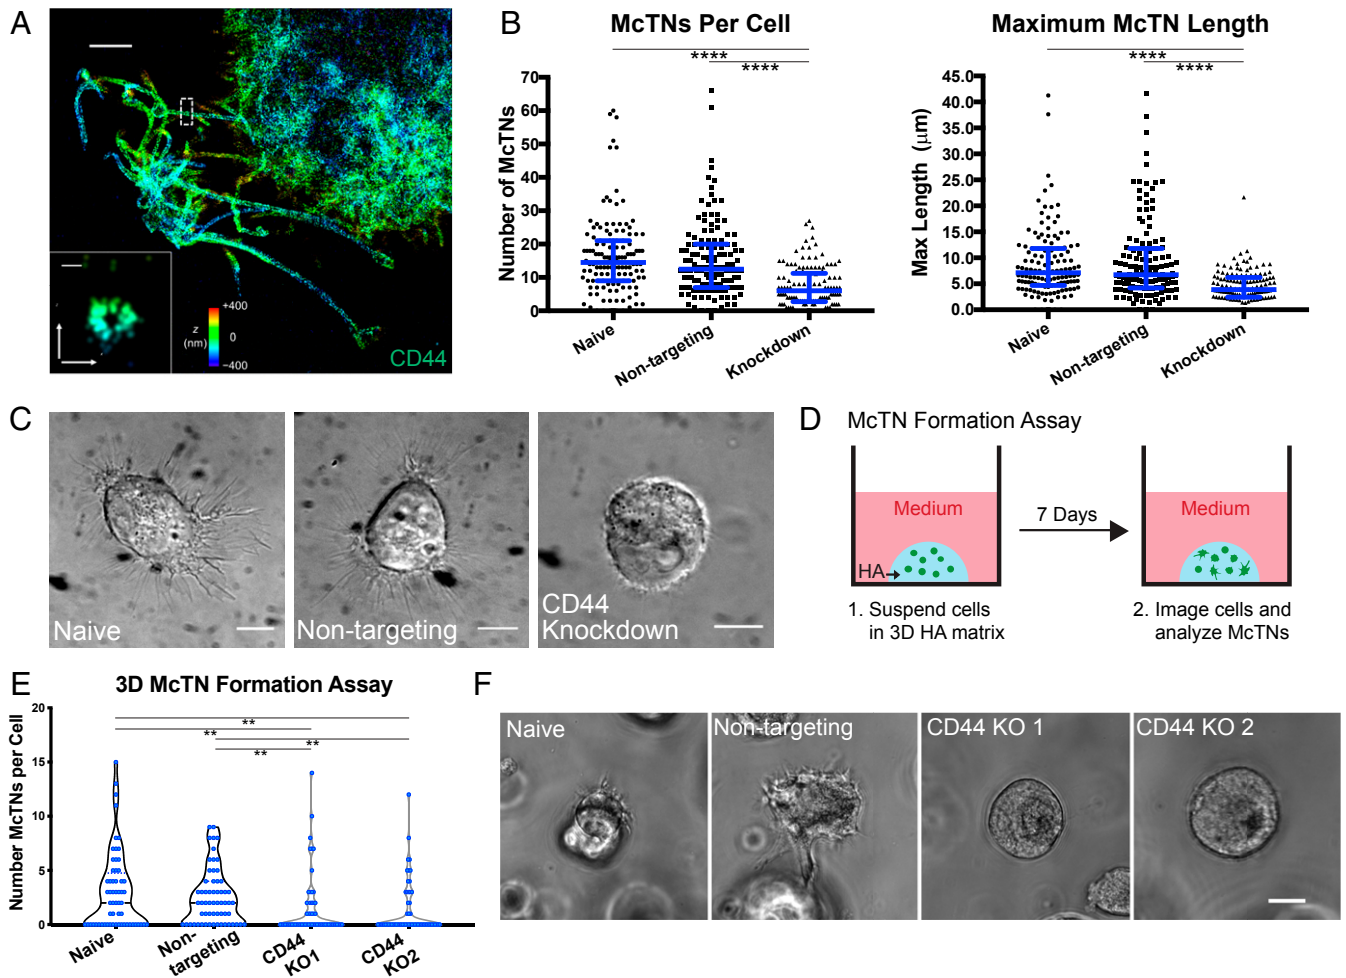 A
+400
z
(nm)
0
−400
CD44
B
McTNs Per Cell
****
****
Number of McTNs
70
60
50
40
30
20
10
0
Naive
Non-targeting
Knockdown
Maximum McTN Length
****
****
Max Length (μm)
45.0
40.0
35.0
30.0
25.0
20.0
15.0
10.0
5.0
0.0
Naive
Non-targeting
Knockdown
C
Naive
Non-targeting
CD44
Knockdown
D
McTN Formation Assay
Medium
HA
7 Days
Medium
1. Suspend cells
in 3D HA matrix
2. Image cells and
analyze McTNs
E
3D McTN Formation Assay
Number McTNs per Cell
20
15
10
5
0
**
**
**
**
Naive
Non-
targeting
CD44
KO1
CD44
KO2
F
Naive
Non-targeting
CD44 KO 1
CD44 KO 2